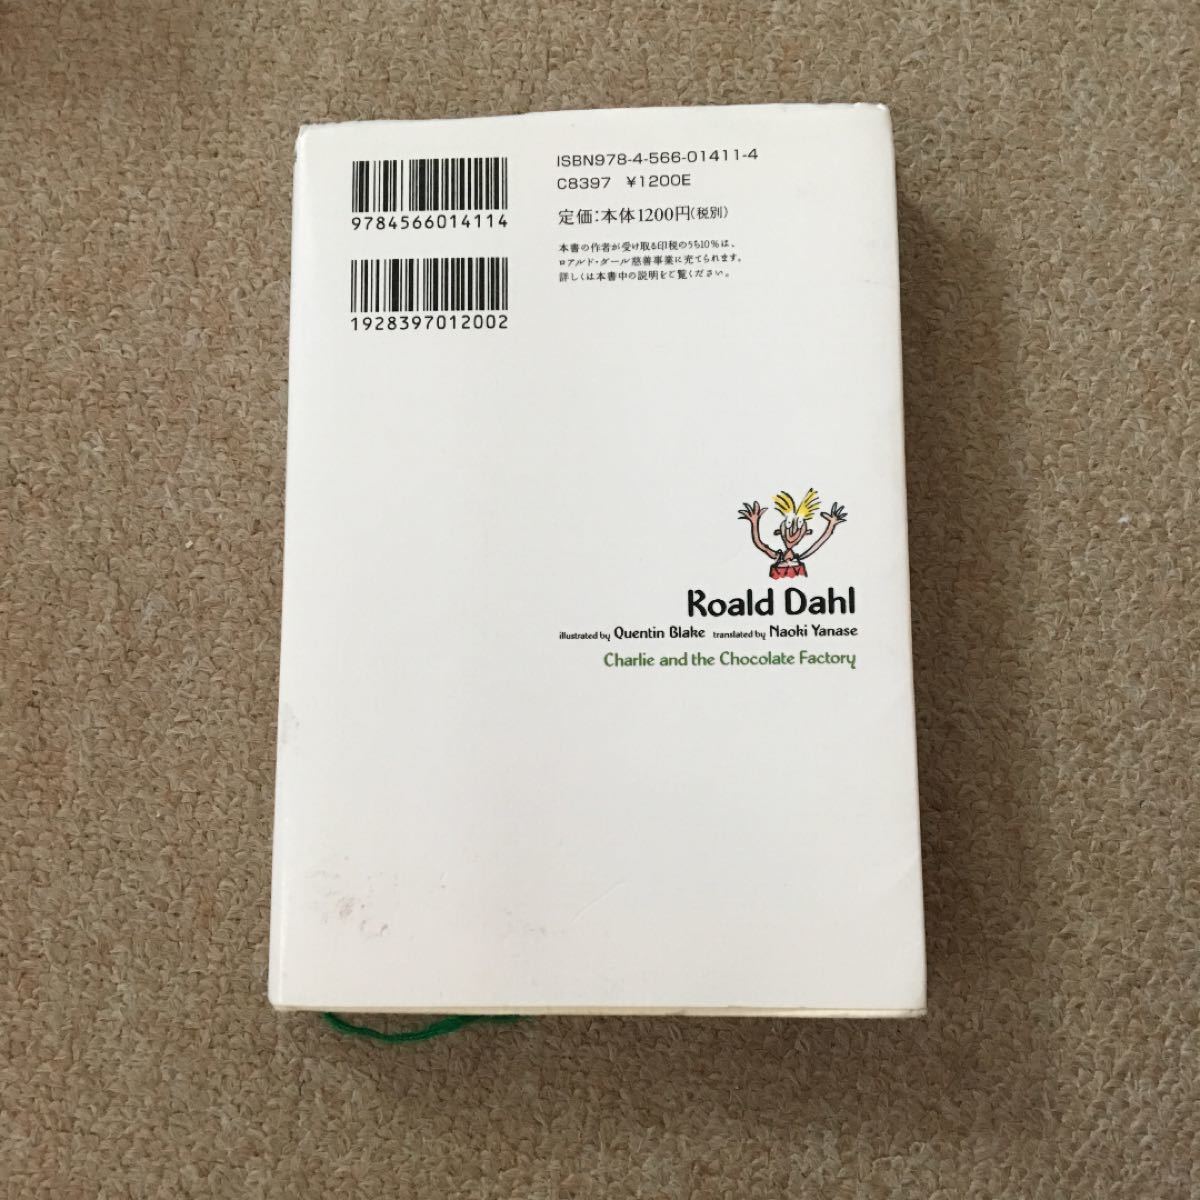 9784566014114
1928397012002
ISBN978-4-566-01411-4
C8397 ¥1200E
定価:本体1200円(税別)
本書の作者が受け取る印税のうち10%は、
ロアルド・ダール慈善事業に充てられます。
詳しくは本書中の説明をご覧ください。
Roald Dahl
illustrated by Quentin Blake translated by Naoki Yanase
Charlie and the Chocolate Factory